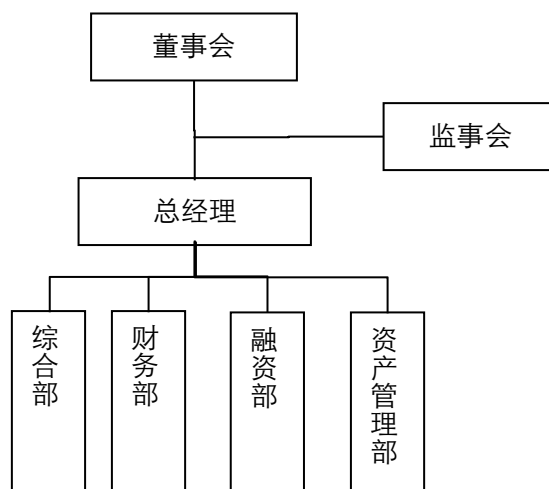 董事会
监事会
总经理
综合部
财务部
融资部
资产管理部